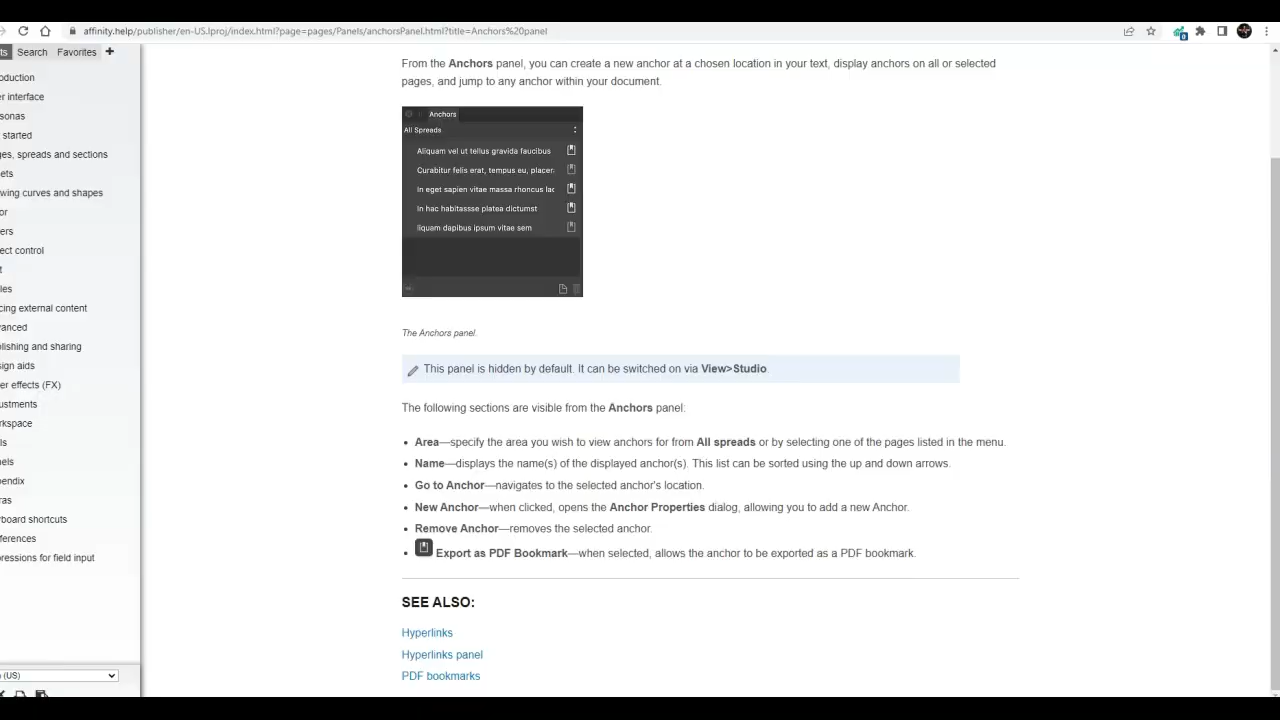 affinity.help/publisher/en-US.lproj/index.html?page=pages/Panels/anchorsPanel.html?title=Anchors%20panel
ts Search Favorites +
oduction
er interface
sonas
started
ges, spreads and sections
ets
wing curves and shapes
or
ers
ect control
t
les
cing external content
anced
lishing and sharing
sign aids
er effects (FX)
ustments
rkspace
ls
nels
endix
ras
board shortcuts
ferences
pressions for field input
(US)
From the Anchors panel, you can create a new anchor at a chosen location in your text, display anchors on all or selected
pages, and jump to any anchor within your document.
Anchors
All Spreads
Aliquam vel ut tellus gravida faucibus
Curabitur felis erat, tempus eu, placera
In eget sapien vitae massa rhoncus lac
In hac habitassse platea dictumst
liquam dapibus ipsum vitae sem
The Anchors panel.
This panel is hidden by default. It can be switched on via View>Studio.
The following sections are visible from the Anchors panel:
• Area—specify the area you wish to view anchors for from All spreads or by selecting one of the pages listed in the menu.
• Name—displays the name(s) of the displayed anchor(s). This list can be sorted using the up and down arrows.
• Go to Anchor—navigates to the selected anchor's location.
• New Anchor—when clicked, opens the Anchor Properties dialog, allowing you to add a new Anchor.
• Remove Anchor—removes the selected anchor.
• Export as PDF Bookmark—when selected, allows the anchor to be exported as a PDF bookmark.
SEE ALSO:
Hyperlinks
Hyperlinks panel
PDF bookmarks